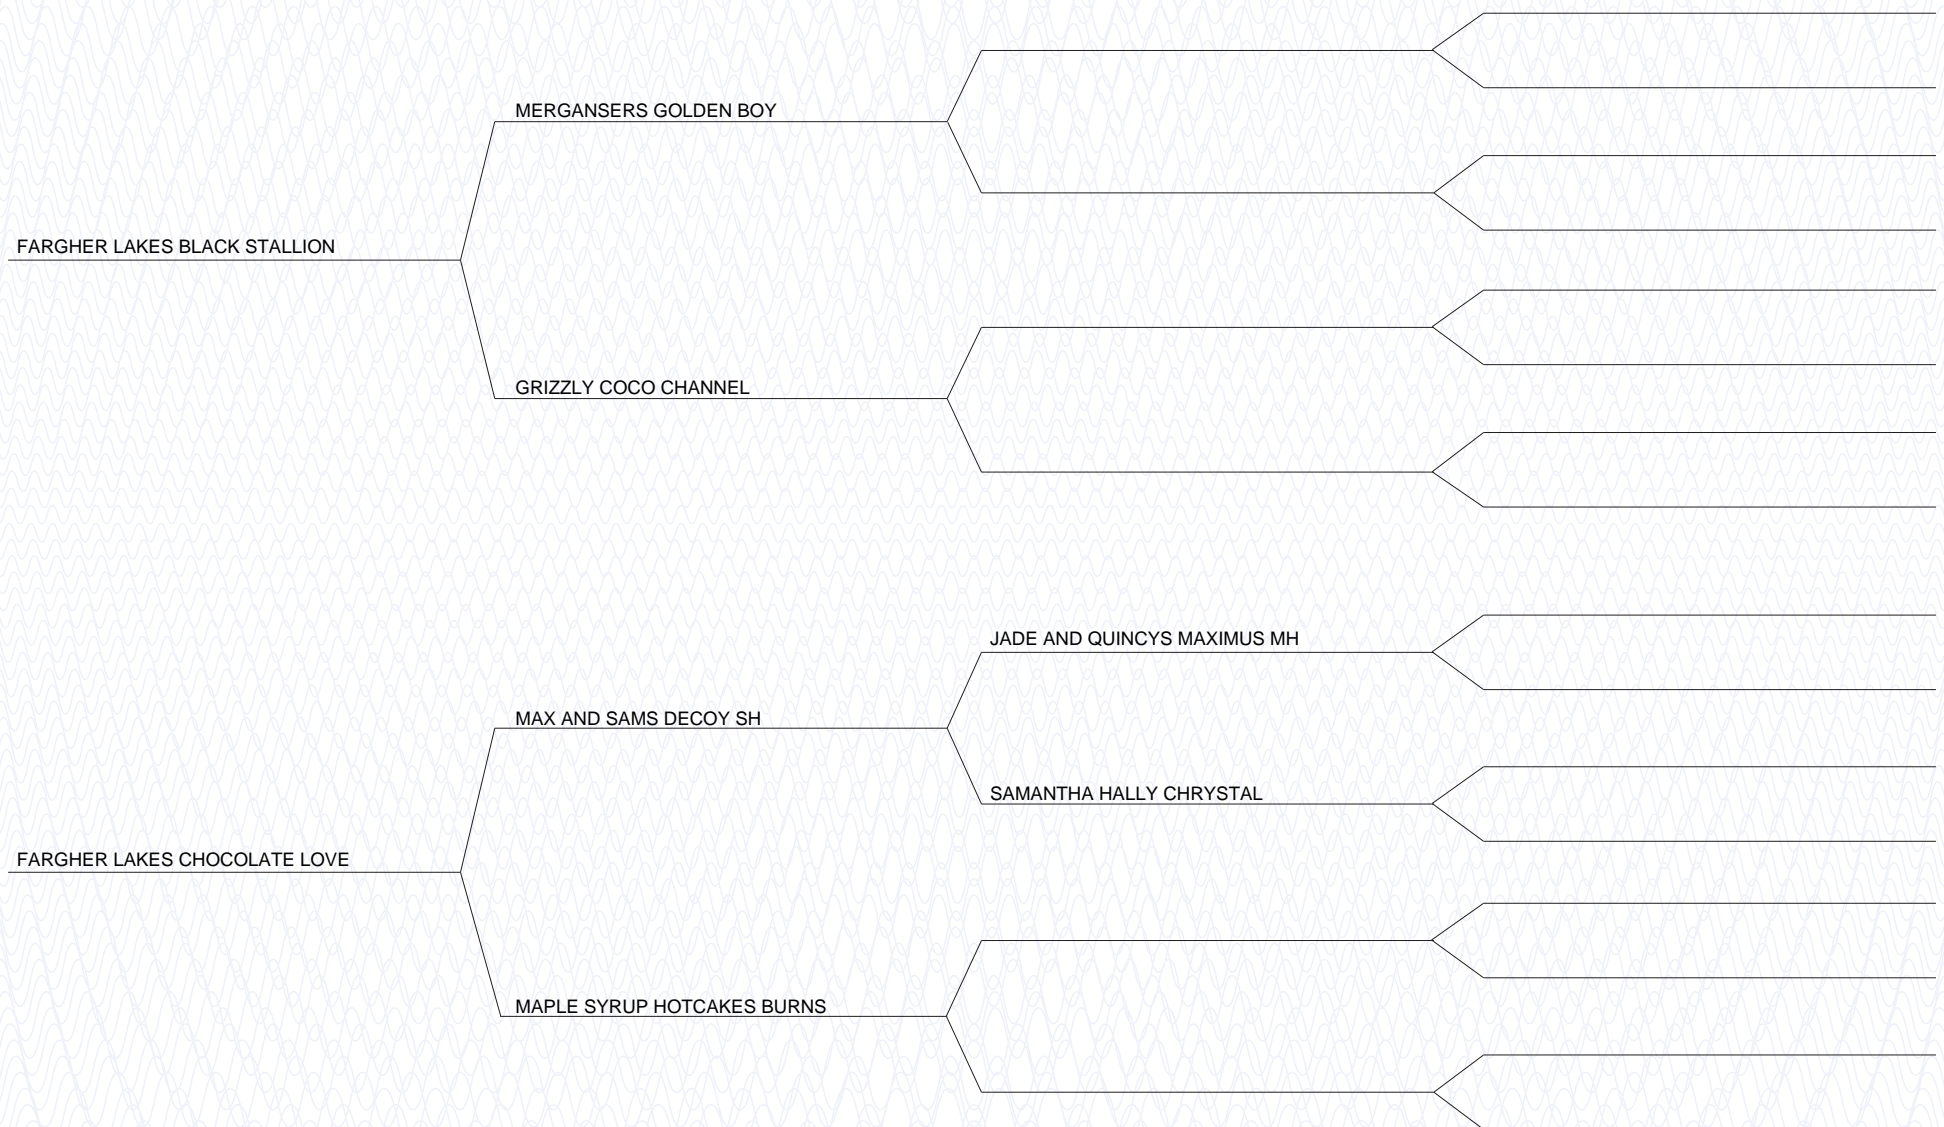 MERGANSERS GOLDEN BOY
FARGHER LAKES BLACK STALLION
GRIZZLY COCO CHANNEL
JADE AND QUINCYS MAXIMUS MH
MAX AND SAMS DECOY SH
SAMANTHA HALLY CHRYSTAL
FARGHER LAKES CHOCOLATE LOVE
MAPLE SYRUP HOTCAKES BURNS